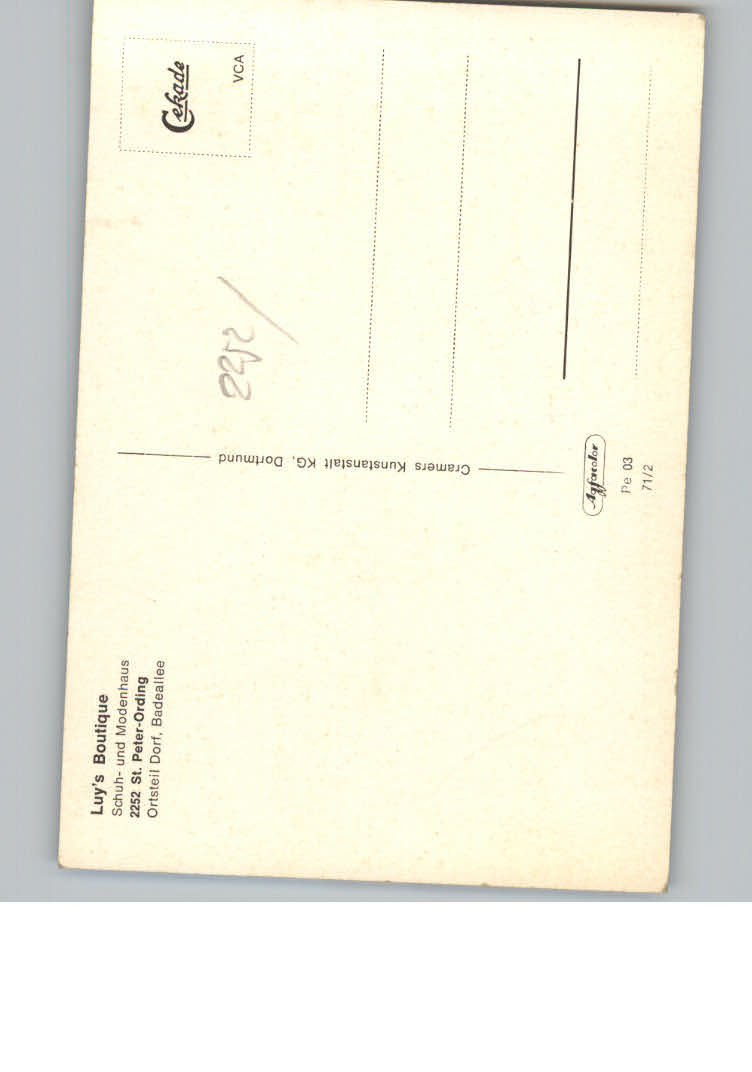 Luy's Boutique
Schuh- und Modenhaus
2252 St. Peter-Ording
Ortsteil Dorf, Badeallee
Cramers Kunstanstalt KG, Dortmund
Cekade
VCA
2252/
Agfacolor
Pe 03
71/2